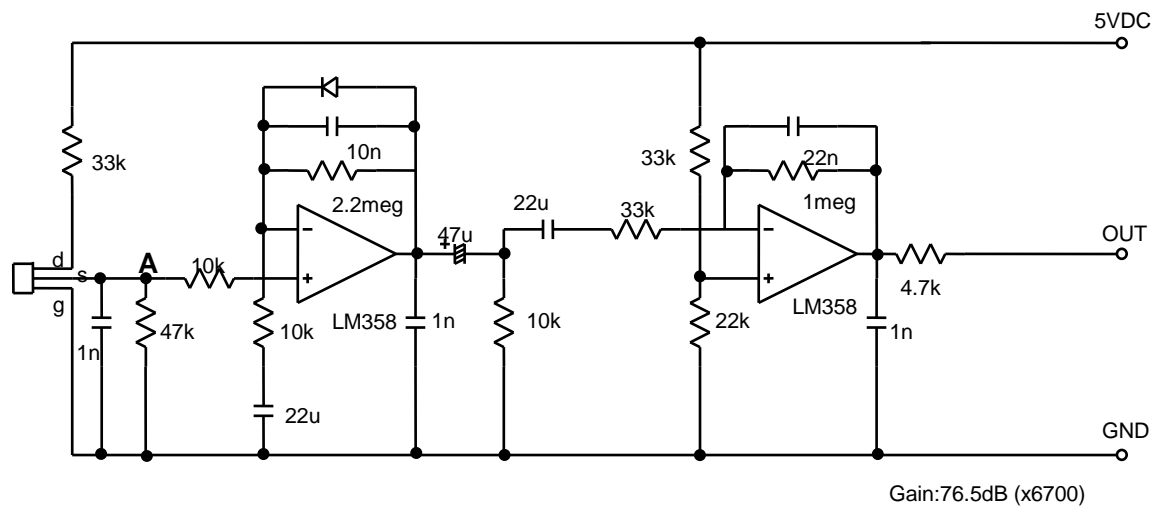 5VDC
33k
10n
2.2meg
33k
22n
1meg
22u
33k
47u
+
OUT
d
s
A
10k
g
−
+
−
+
4.7k
LM358
LM358
1n
47k
10k
1n
10k
22k
1n
22u
GND
Gain:76.5dB (x6700)